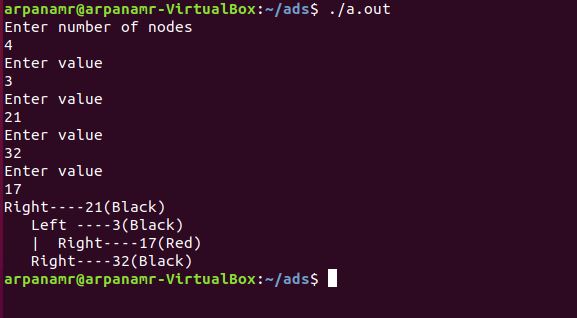 arpanamr@arpanamr-VirtualBox:~/ads$ ./a.out
Enter number of nodes
4
Enter value
3
Enter value
21
Enter value
32
Enter value
17
Right----21(Black)
   Left ----3(Black)
   |  Right----17(Red)
   Right----32(Black)
arpanamr@arpanamr-VirtualBox:~/ads$